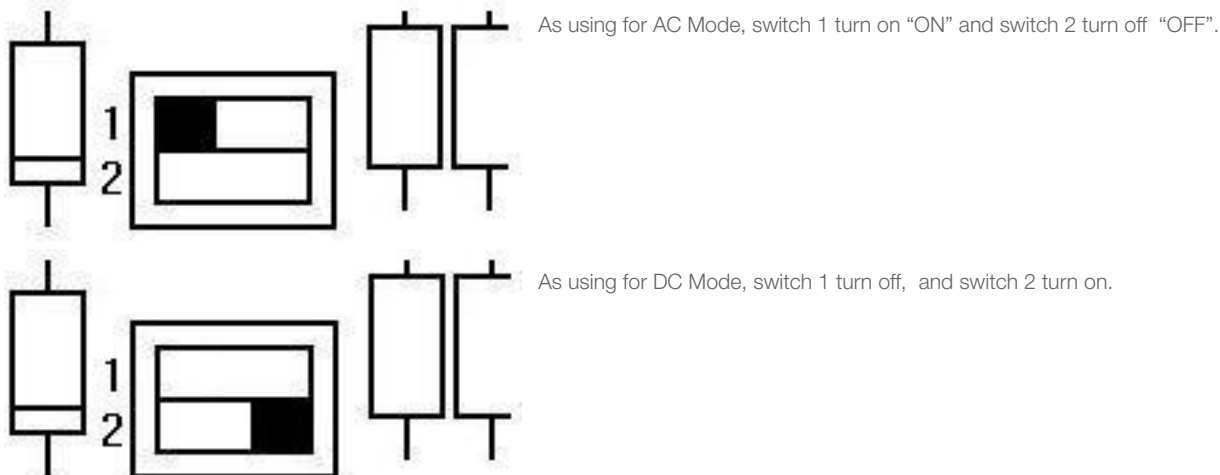 As using for AC Mode, switch 1 turn on “ON” and switch 2 turn off “OFF”.
1
2
As using for DC Mode, switch 1 turn off, and switch 2 turn on.
1
2